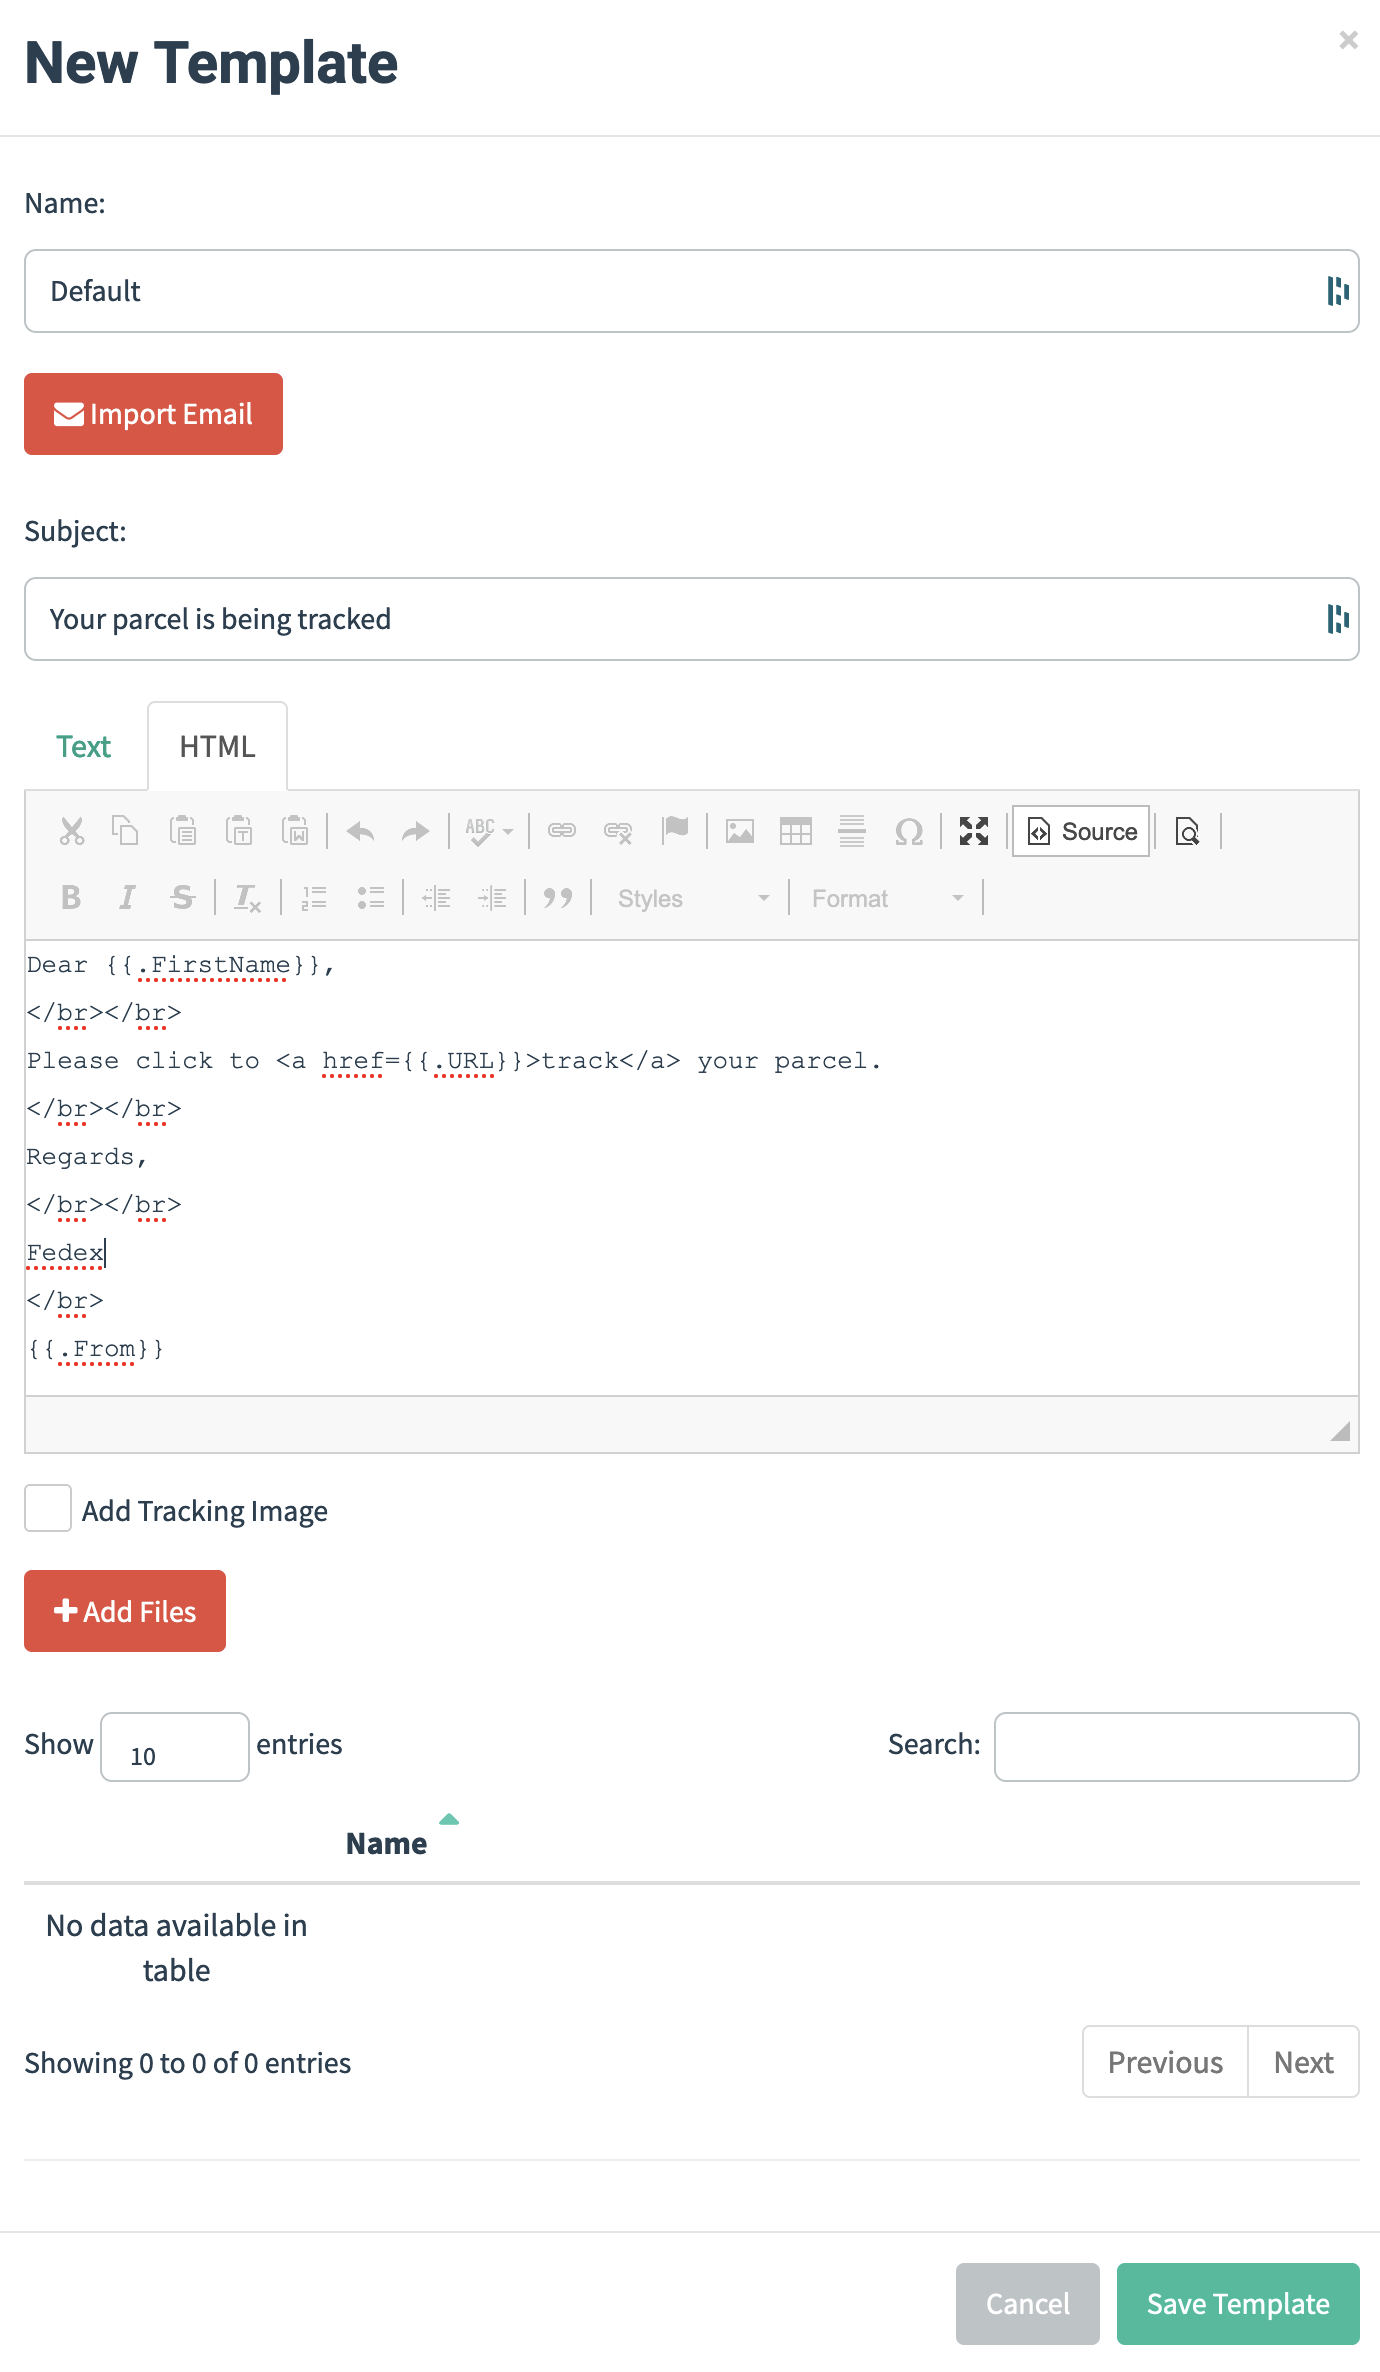 New Template
×
Name:
Default
Import Email
Subject:
Your parcel is being tracked
Text HTML
ABC Source
B I S Styles Format
Dear {{.FirstName}},
</br></br>
Please click to <a href={{.URL}}>track</a> your parcel.
</br></br>
Regards,
</br></br>
Fedex
</br>
{{.From}}
Add Tracking Image
Add Files
Show 10 entries Search:
Name
No data available in
table
Showing 0 to 0 of 0 entries Previous Next
Cancel Save Template